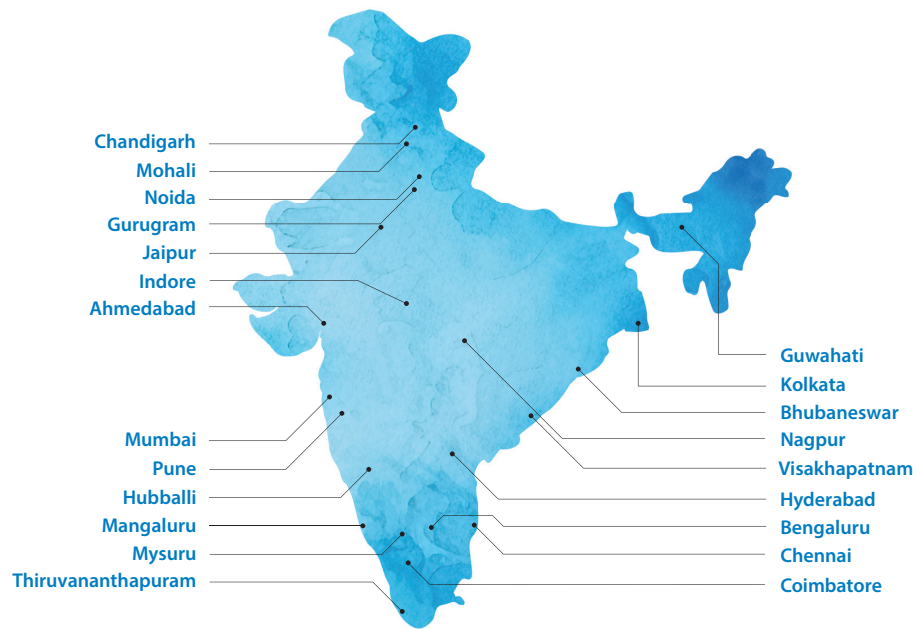 Chandigarh
Mohali
Noida
Gurugram
Jaipur
Indore
Ahmedabad
Mumbai
Pune
Hubballi
Mangaluru
Mysuru
Thiruvananthapuram
Guwahati
Kolkata
Bhubaneswar
Nagpur
Visakhapatnam
Hyderabad
Bengaluru
Chennai
Coimbatore